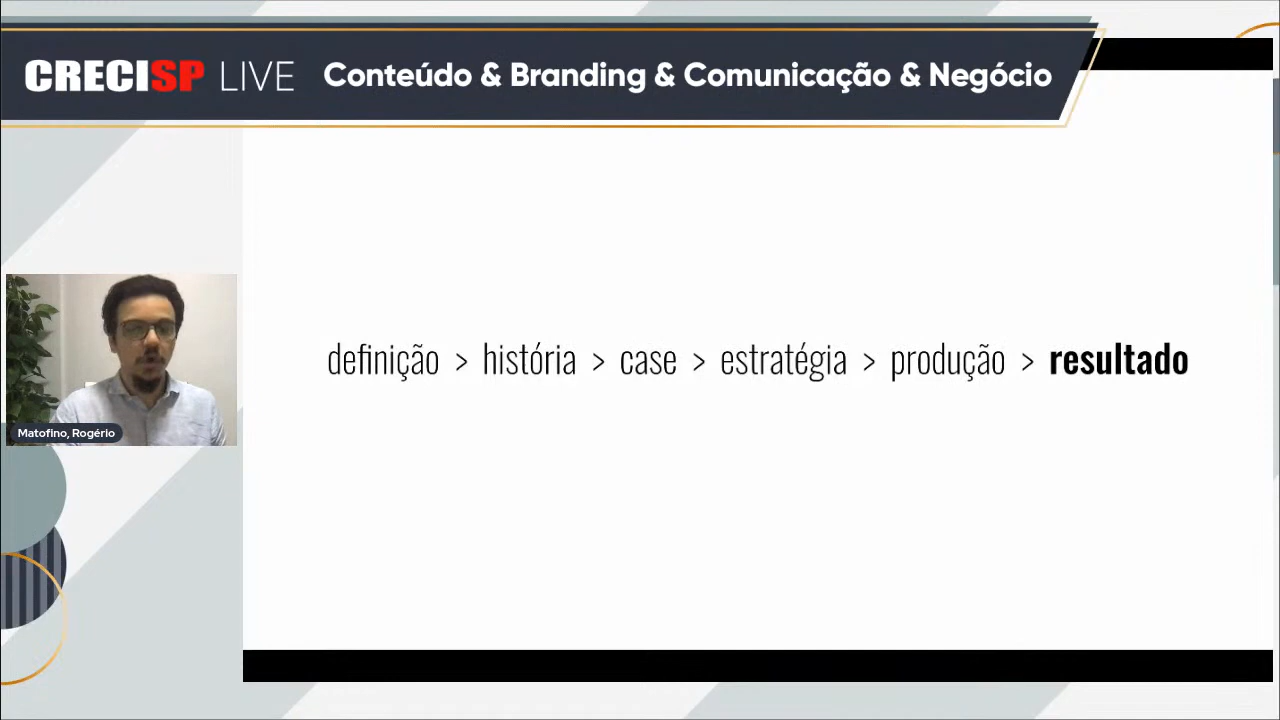 CRECISP LIVE Conteúdo & Branding & Comunicação & Negócio
definição > história > case > estratégia > produção > resultado
Matofino, Rogério